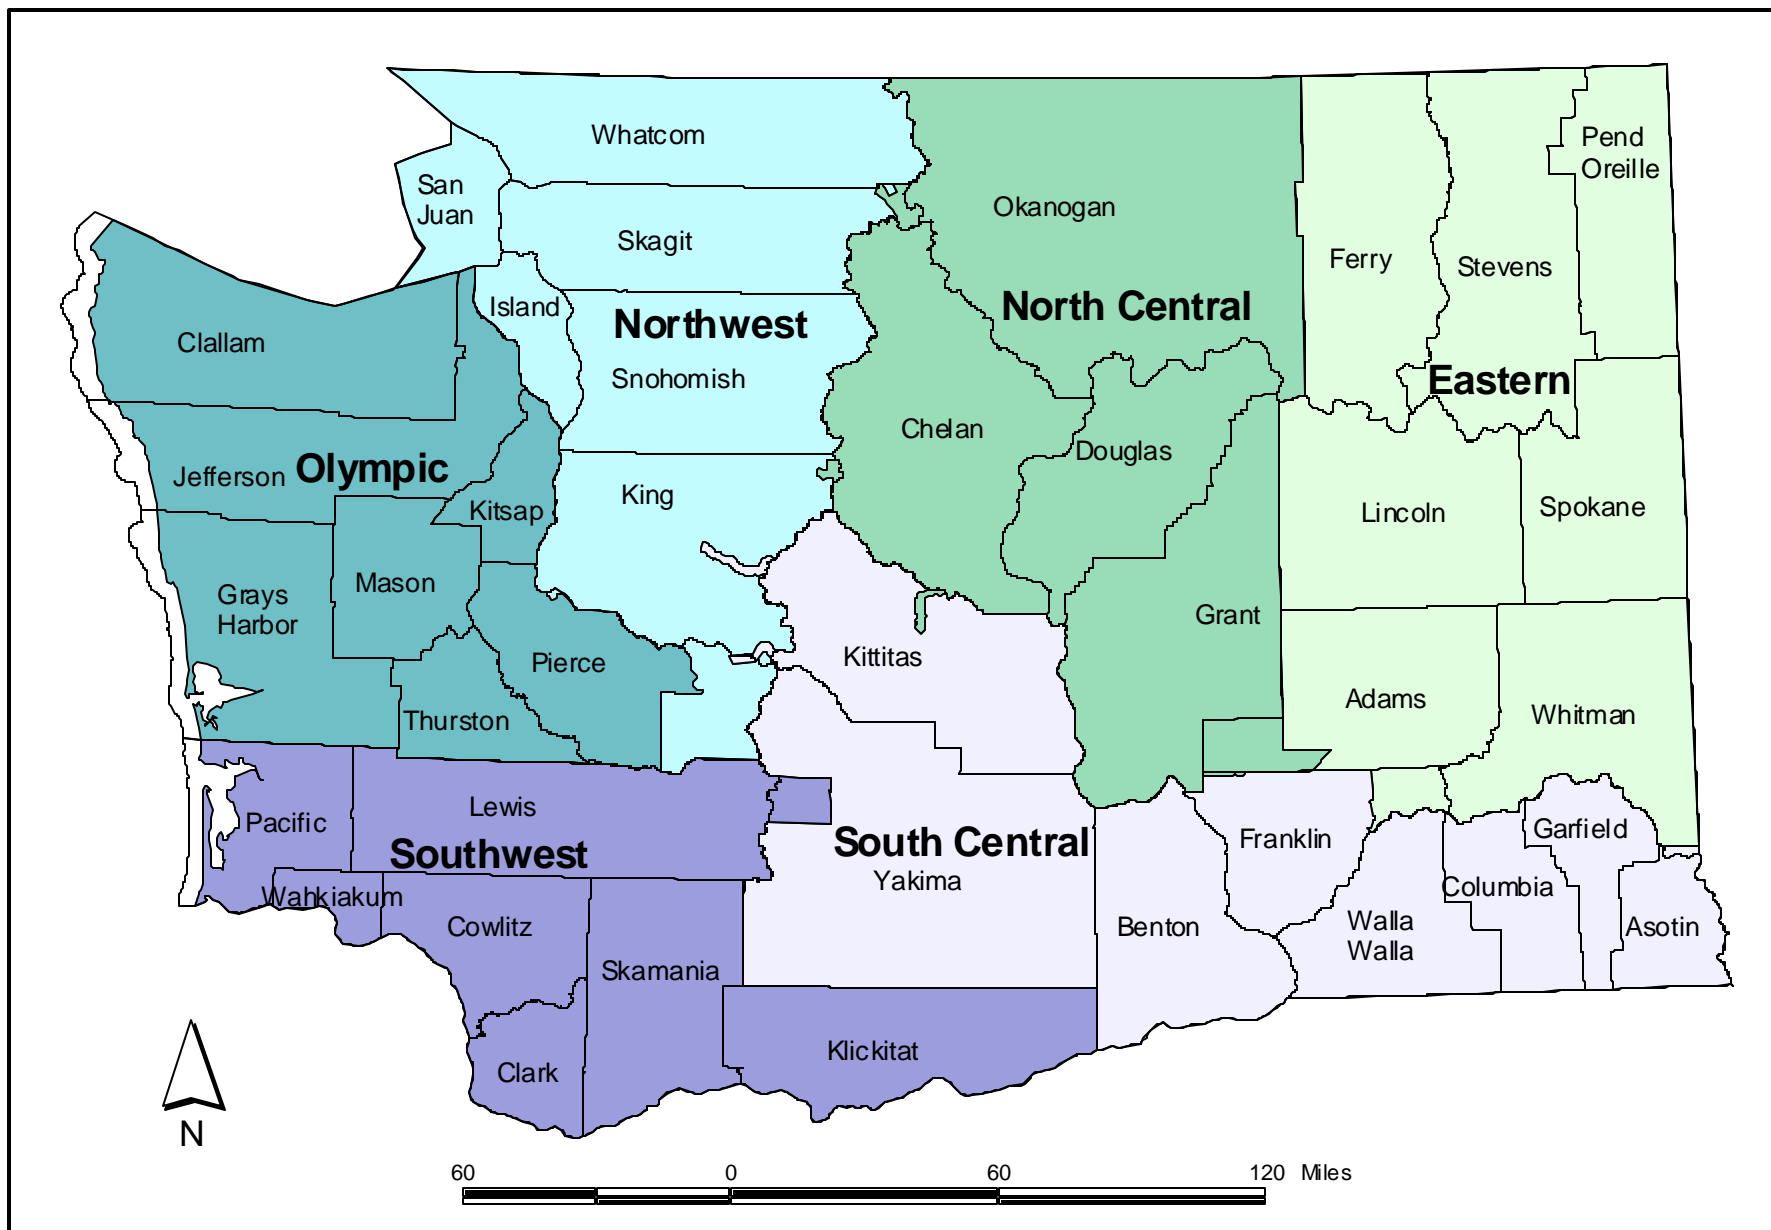 Whatcom
Pend
Oreille
San
Juan
Okanogan
Skagit
Ferry
Stevens
Island
North Central
Northwest
Clallam
Snohomish
Eastern
Chelan
Douglas
Jefferson
Olympic
King
Kitsap
Lincoln
Spokane
Mason
Grays
Harbor
Grant
Pierce
Kittitas
Adams
Whitman
Thurston
Lewis
Pacific
Southwest
South Central
Franklin
Garfield
Yakima
Columbia
Wahkiakum
Cowlitz
Benton
Walla
Walla
Asotin
Skamania
Klickitat
Clark
N
60 0 60 120 Miles